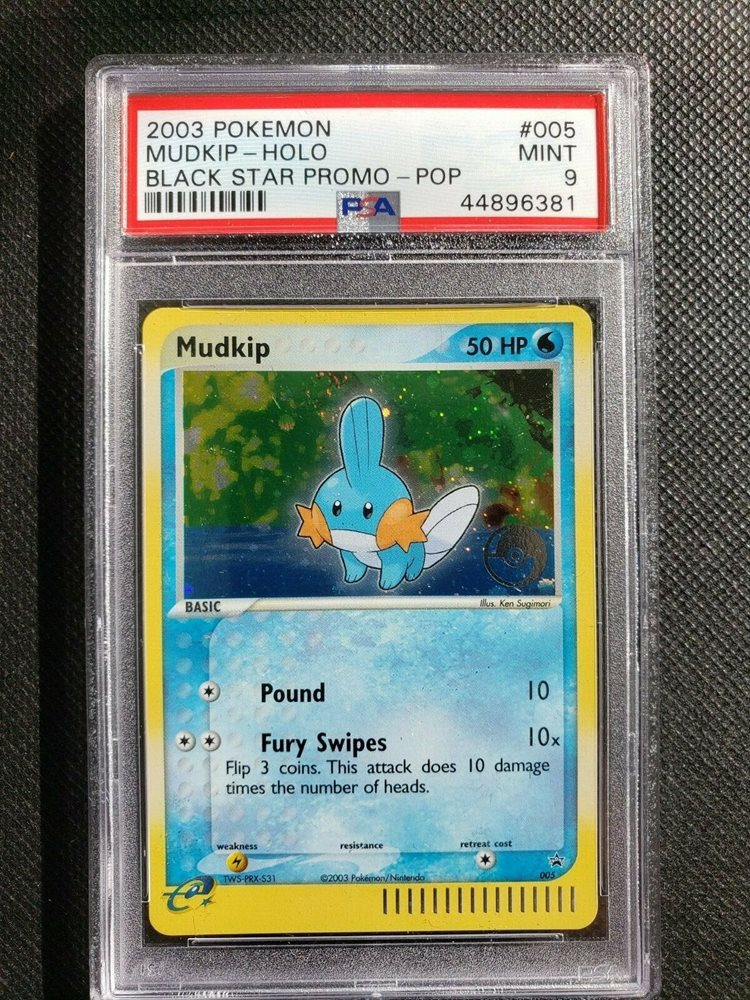 2003 POKEMON #005
MUDKIP - HOLO MINT
BLACK STAR PROMO - POP 9
PSA 44896381
Mudkip 50 HP
BASIC Illus. Ken Sugimori
Pound 10
Fury Swipes 10x
Flip 3 coins. This attack does 10 damage
times the number of heads.
weakness resistance retreat cost
TWS-PRX-S31 ©2003 Pokémon/Nintendo 005
e